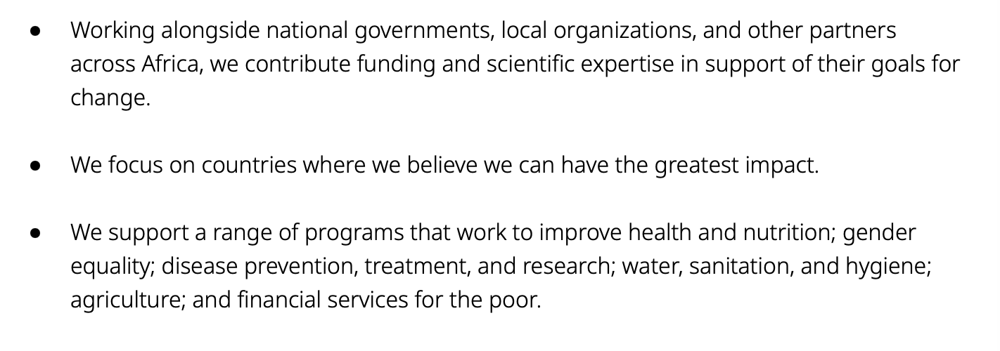 ● Working alongside national governments, local organizations, and other partners
across Africa, we contribute funding and scientific expertise in support of their goals for
change.
● We focus on countries where we believe we can have the greatest impact.
● We support a range of programs that work to improve health and nutrition; gender
equality; disease prevention, treatment, and research; water, sanitation, and hygiene;
agriculture; and financial services for the poor.